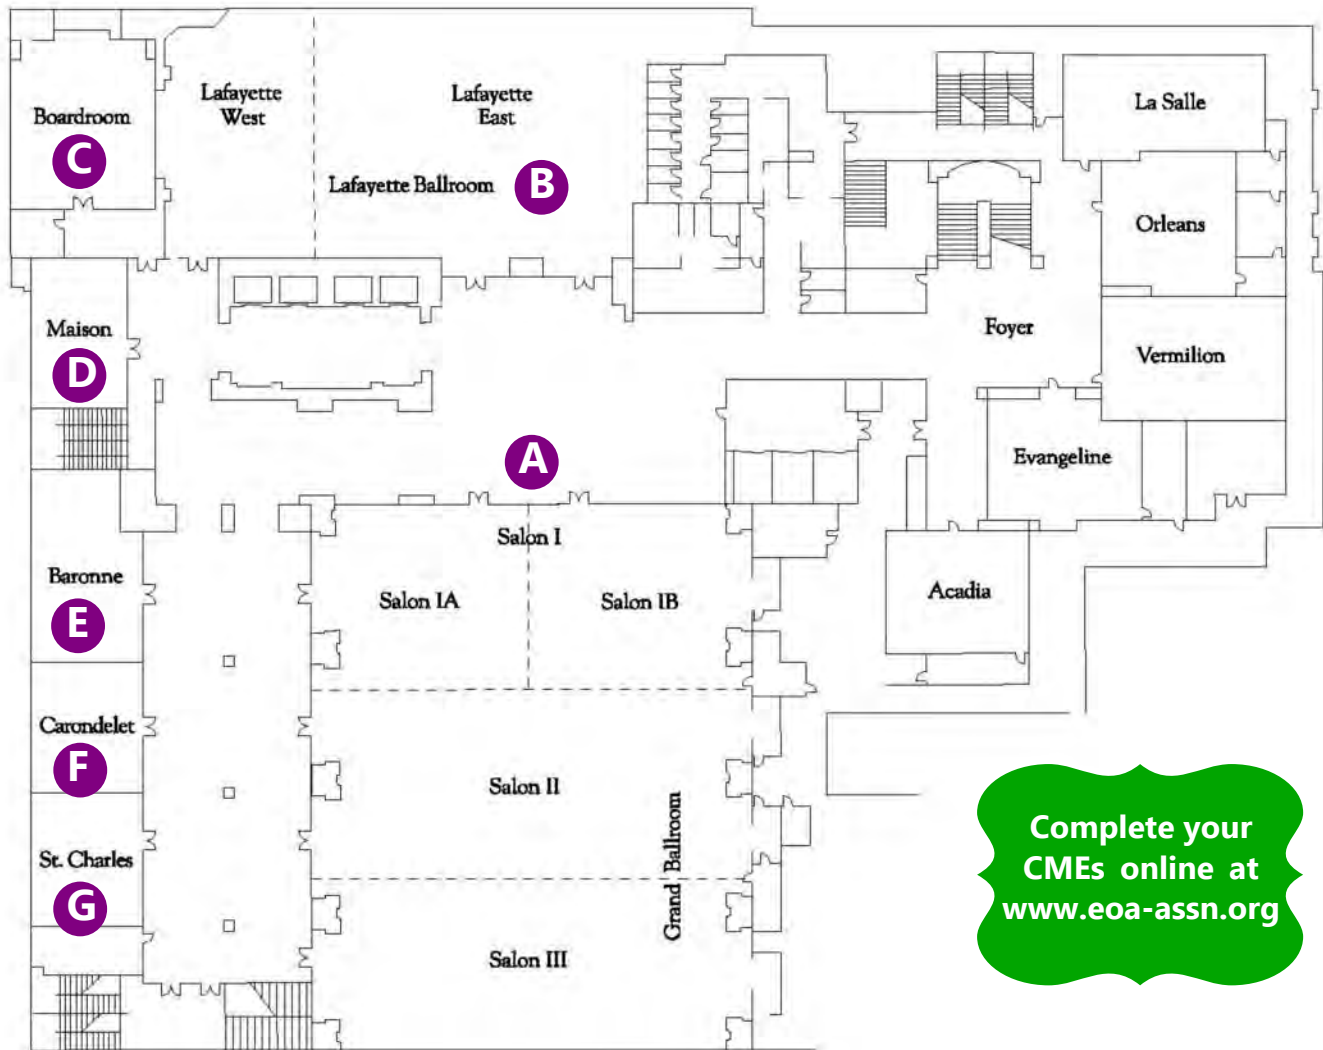 Boardroom
C
Lafayette
West
Lafayette
East
Lafayette Ballroom
B
La Salle
Orleans
Maison
D
Foyer
Vermilion
A
Evangeline
Salon I
Baronne
E
Salon IA
Salon IB
Acadia
Carondelet
F
Salon II
Grand Ballroom
St. Charles
G
Salon III
Complete your
CMEs online at
www.eoa-assn.org